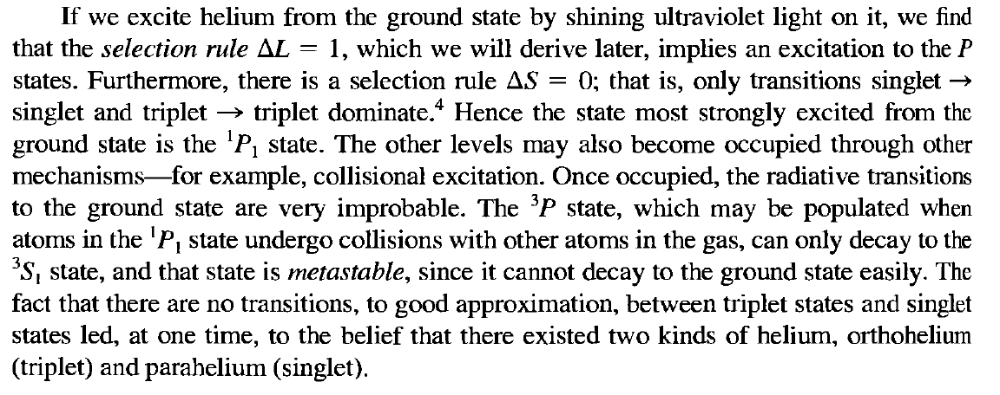 If we excite helium from the ground state by shining ultraviolet light on it, we find
that the selection rule ΔL = 1, which we will derive later, implies an excitation to the P
states. Furthermore, there is a selection rule ΔS = 0; that is, only transitions singlet →
singlet and triplet → triplet dominate.⁴ Hence the state most strongly excited from the
ground state is the ¹P₁ state. The other levels may also become occupied through other
mechanisms—for example, collisional excitation. Once occupied, the radiative transitions
to the ground state are very improbable. The ³P state, which may be populated when
atoms in the ¹P₁ state undergo collisions with other atoms in the gas, can only decay to the
³S₁ state, and that state is metastable, since it cannot decay to the ground state easily. The
fact that there are no transitions, to good approximation, between triplet states and singlet
states led, at one time, to the belief that there existed two kinds of helium, orthohelium
(triplet) and parahelium (singlet).